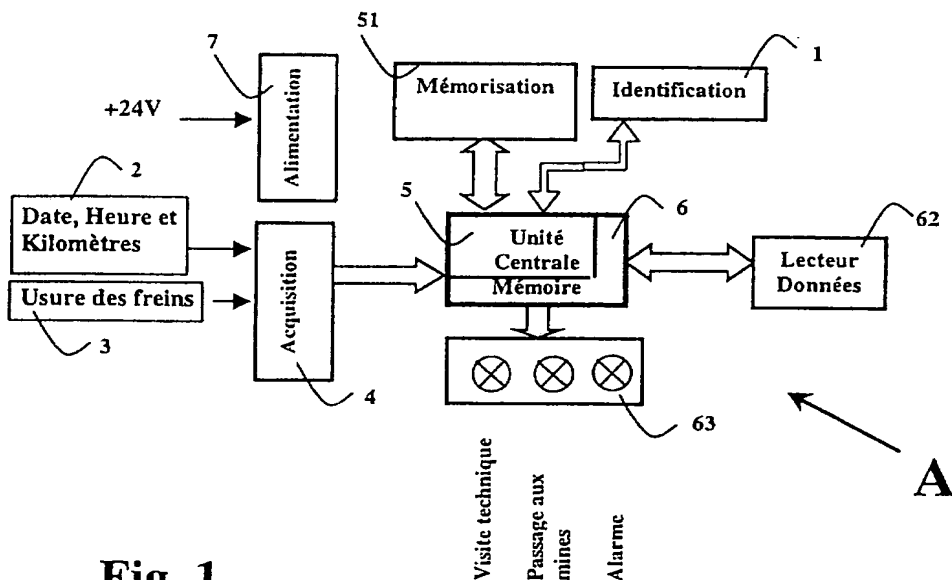 51
7
1
Mémorisation
Identification
+24V
Alimentation
2
5
6
62
Date, Heure et
Kilomètres
Unité
Centrale
Mémoire
Lecteur
Données
Acquisition
Usure des freins
3
4
63
A
Visite technique
Passage aux
mines
Alarme
Fig. 1